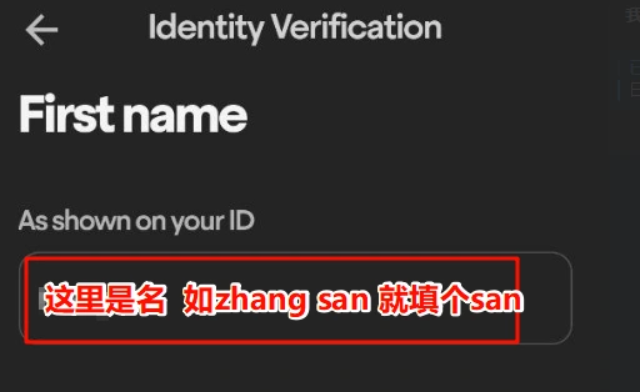 Identity Verification
First name
As shown on your ID
这里是名 如zhang san 就填个san